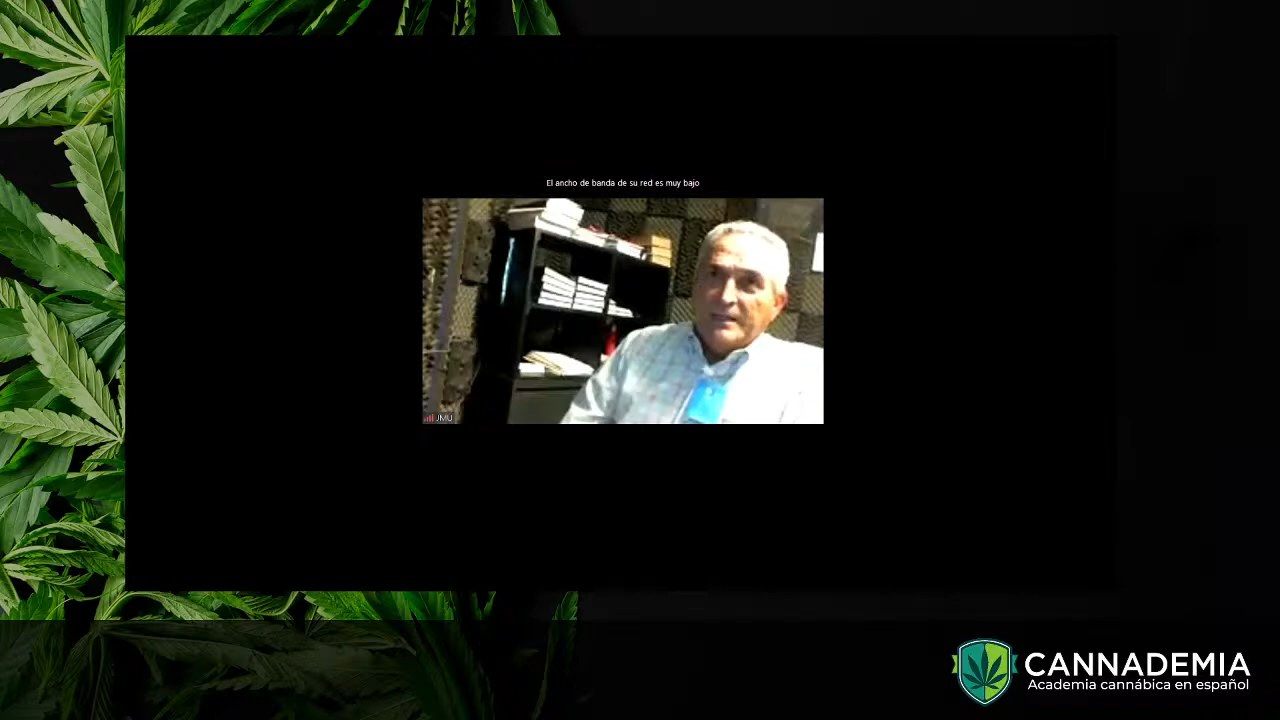 El ancho de banda de su red es muy bajo
JMU
CANNADEMIA
Academia cannábica en español